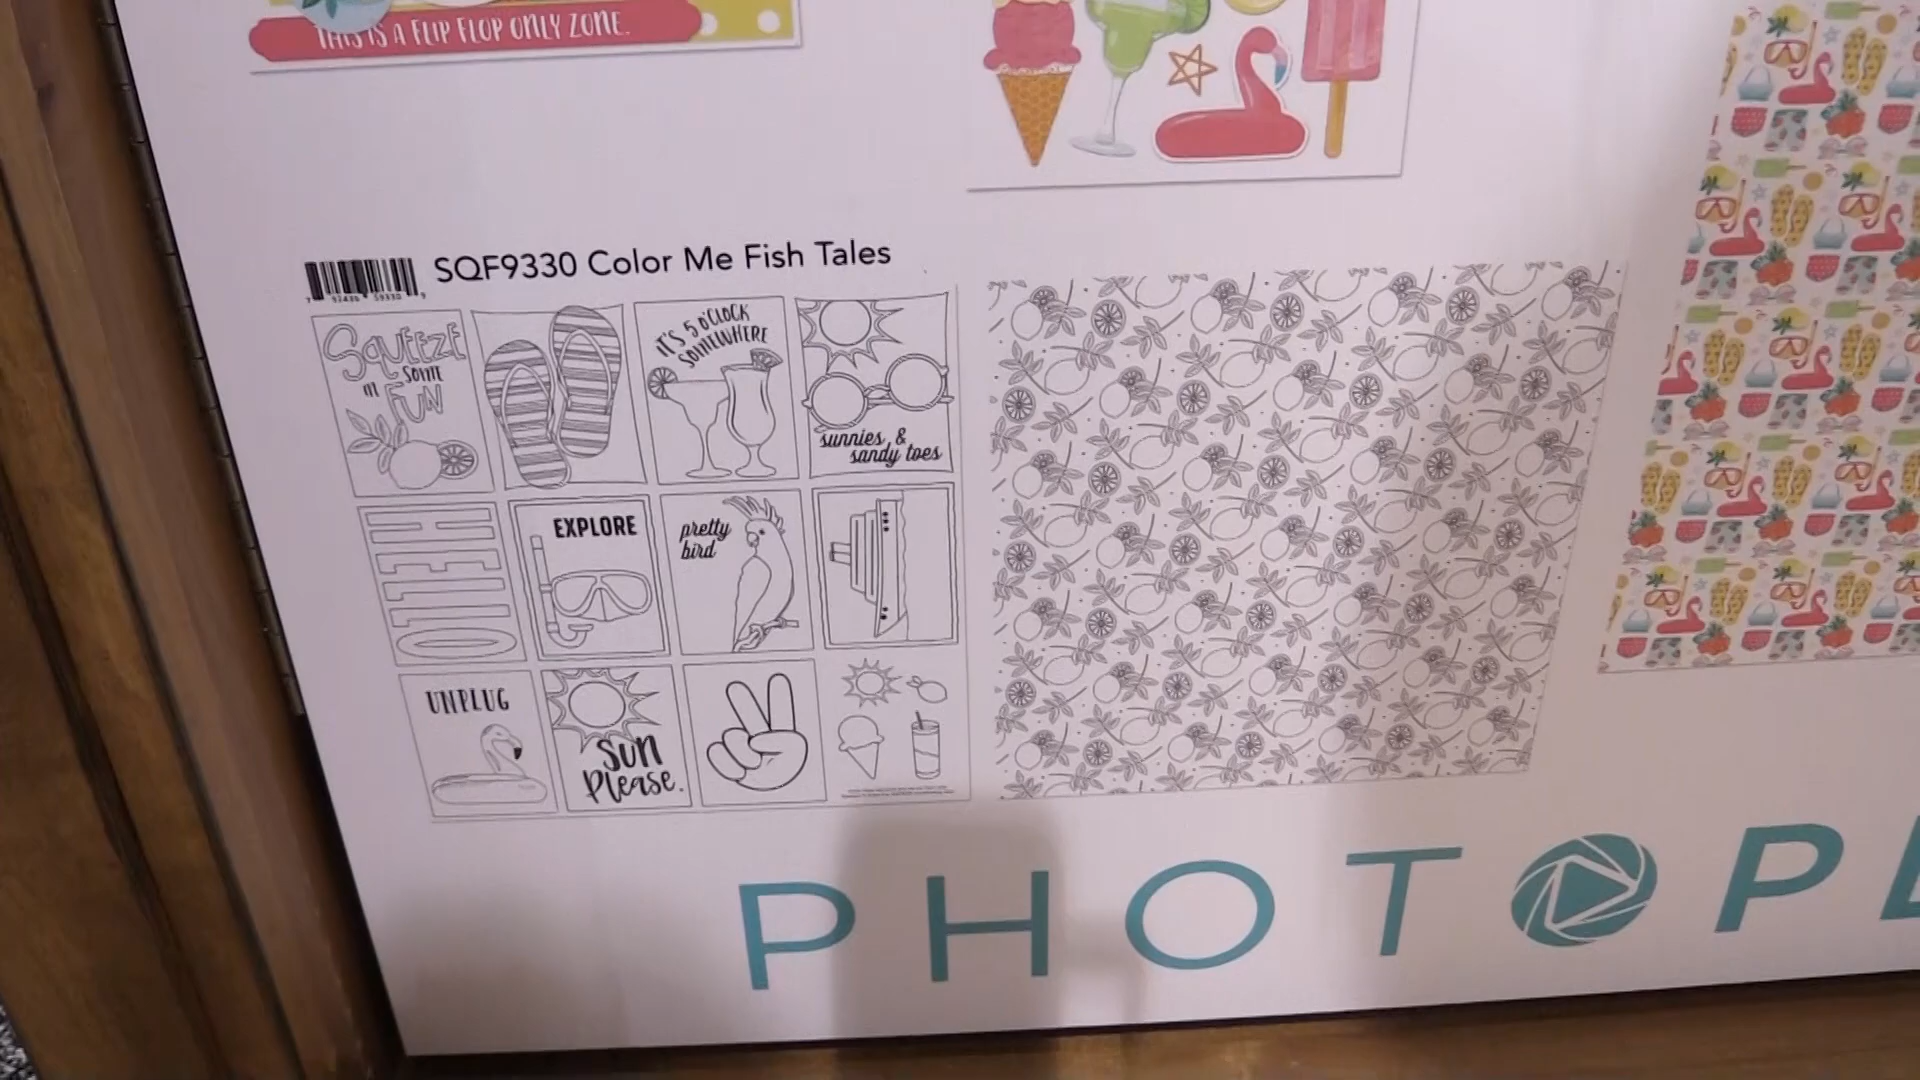 THIS IS A FLIP FLOP ONLY ZONE.
SQF9330 Color Me Fish Tales
SQUEEZE
in SOME
FUN
IT'S 5 O'CLOCK
SOMEWHERE
sunnies &
sandy toes
HELLO
EXPLORE
pretty
bird
UNPLUG
SUN
Please.
PHOTOPL